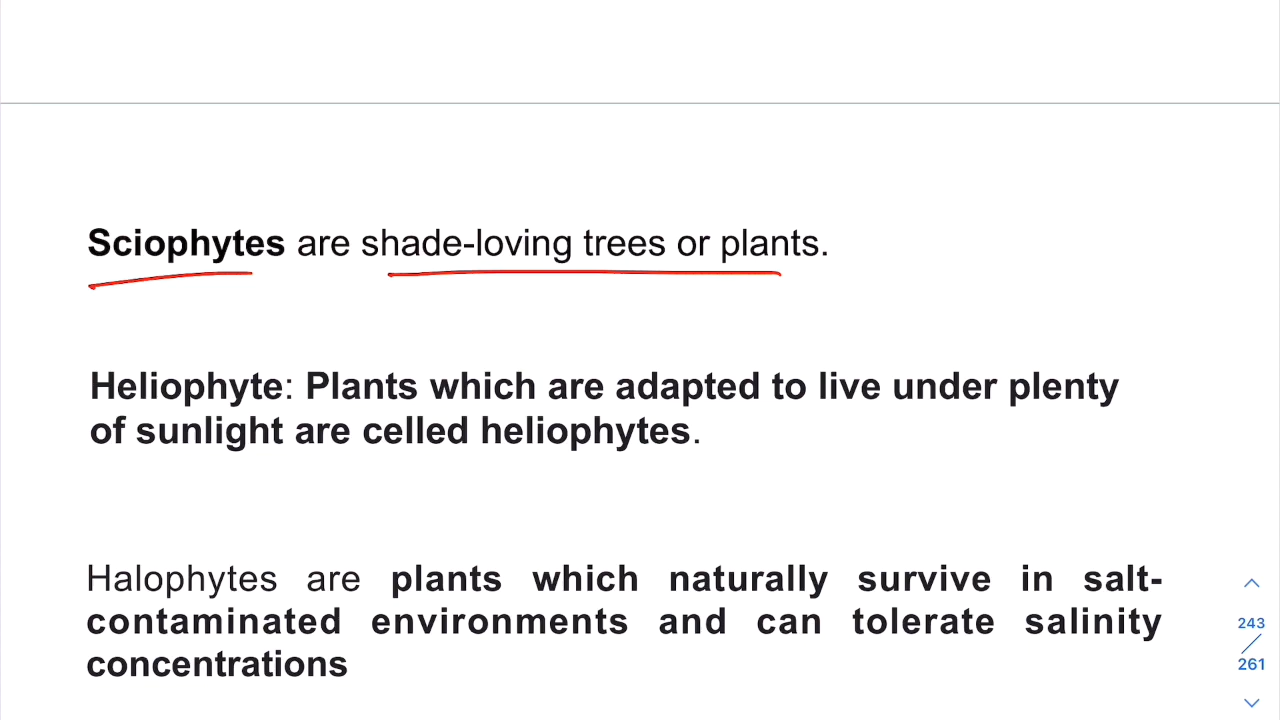 Sciophytes are shade-loving trees or plants.
Heliophyte: Plants which are adapted to live under plenty
of sunlight are celled heliophytes.
Halophytes are plants which naturally survive in salt-
contaminated environments and can tolerate salinity
concentrations
243
261